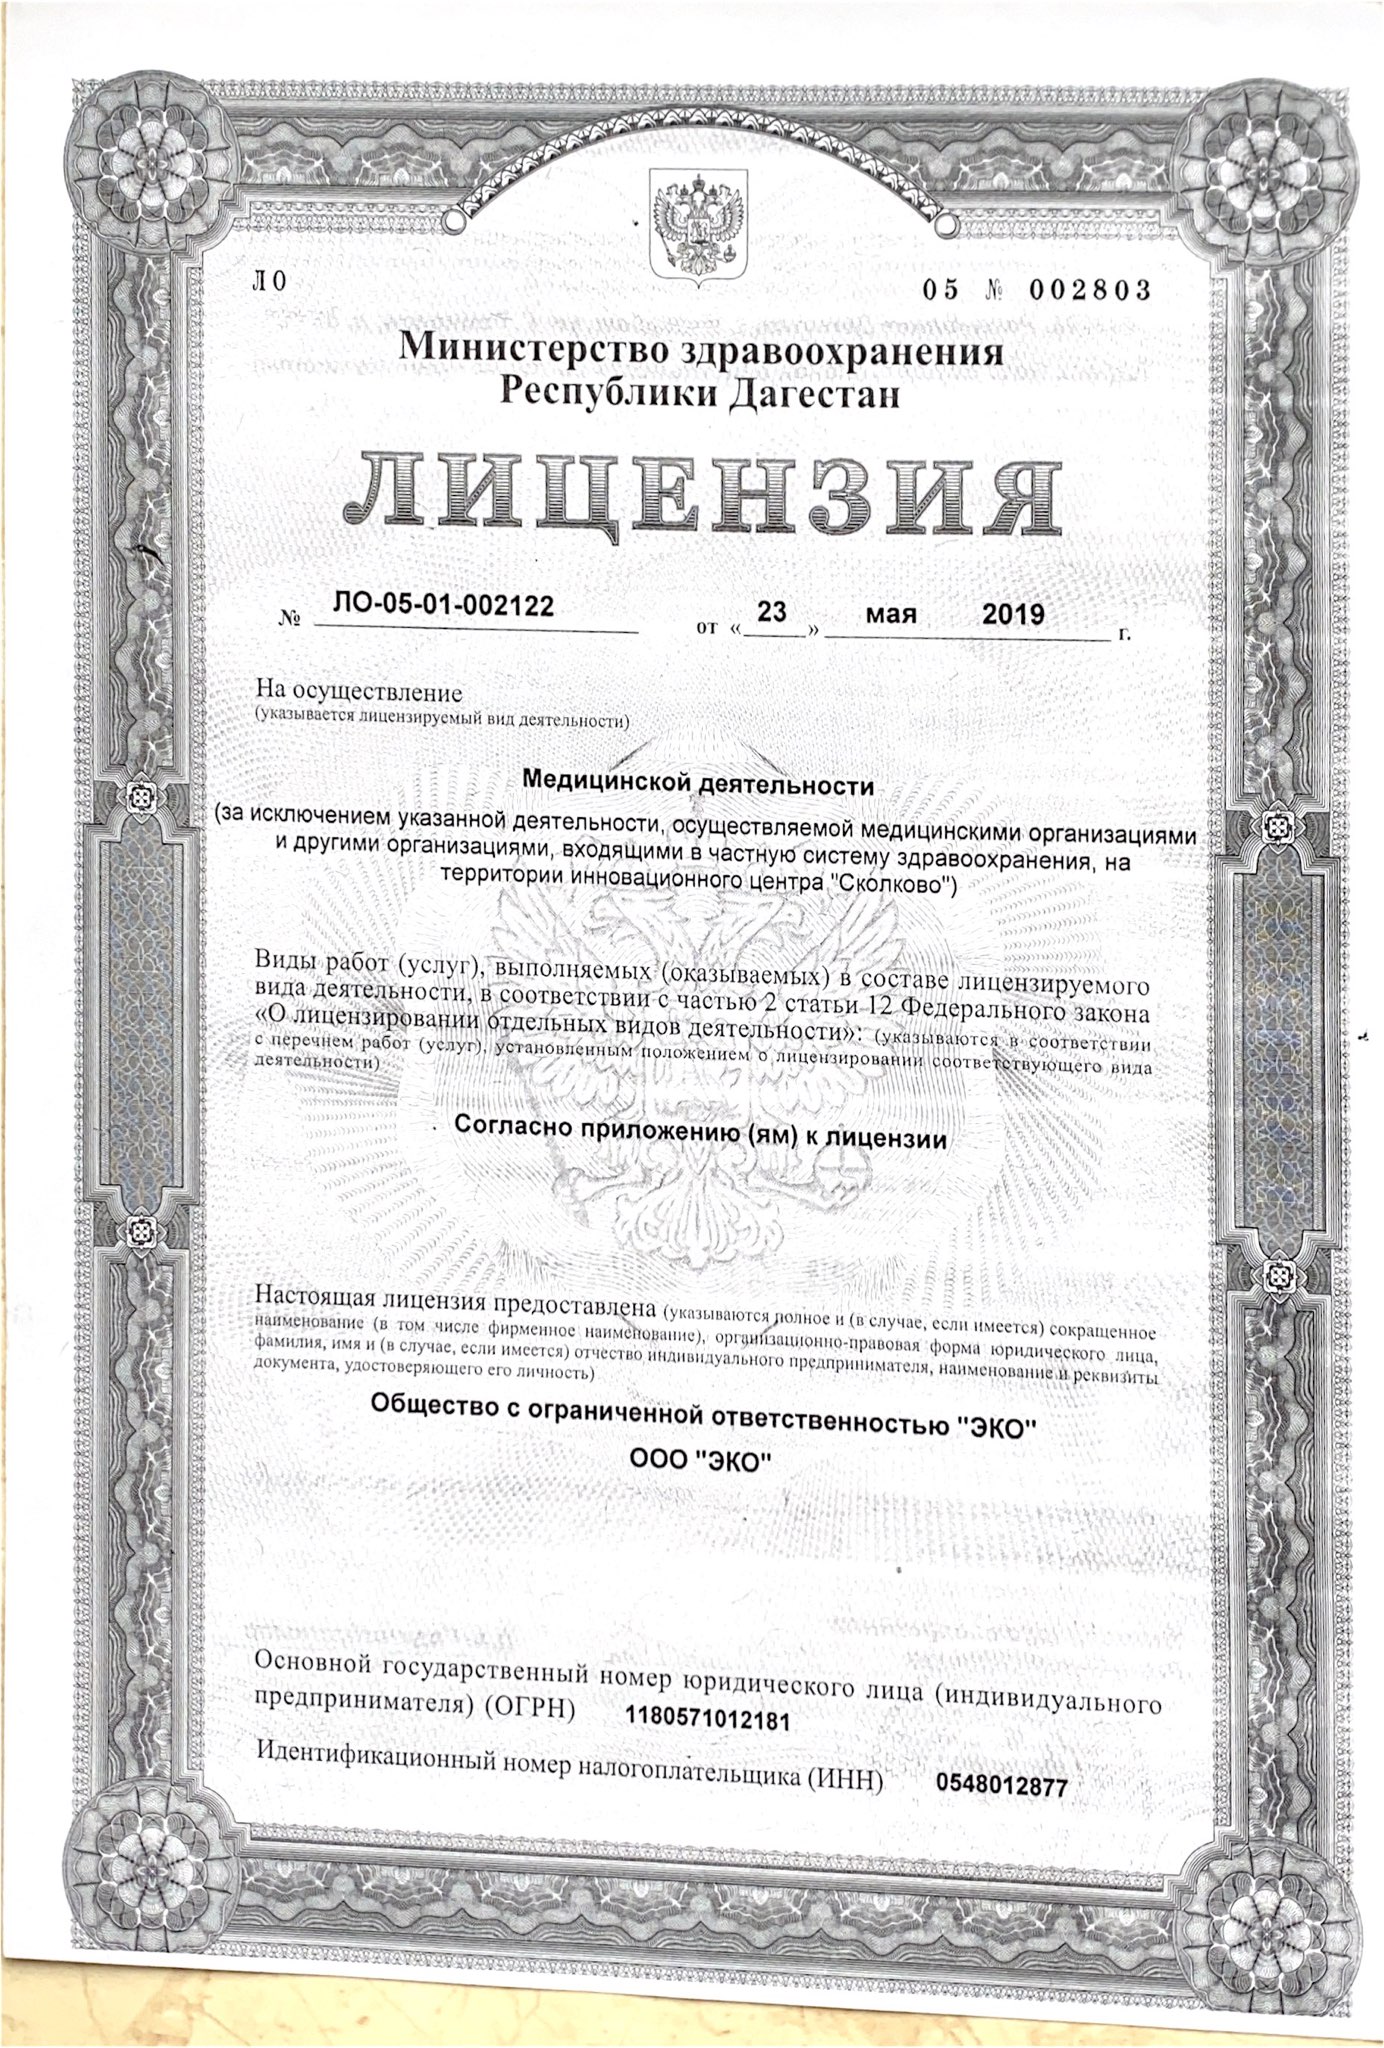 ЛО
05 № 002803
Министерство здравоохранения
Республики Дагестан
ЛИЦЕНЗИЯ
№ ЛО-05-01-002122 от « 23 » мая 2019 г.
На осуществление
(указывается лицензируемый вид деятельности)
Медицинской деятельности
(за исключением указанной деятельности, осуществляемой медицинскими организациями
и другими организациями, входящими в частную систему здравоохранения, на
территории инновационного центра "Сколково")
Виды работ (услуг), выполняемых (оказываемых) в составе лицензируемого
вида деятельности, в соответствии с частью 2 статьи 12 Федерального закона
«О лицензировании отдельных видов деятельности»: (указываются в соответствии
с перечнем работ (услуг), установленным положением о лицензировании соответствующего вида
деятельности)
Согласно приложению (ям) к лицензии
Настоящая лицензия предоставлена (указываются полное и (в случае, если имеется) сокращенное
наименование (в том числе фирменное наименование), организационно-правовая форма юридического лица,
фамилия, имя и (в случае, если имеется) отчество индивидуального предпринимателя, наименование и реквизиты
документа, удостоверяющего его личность)
Общество с ограниченной ответственностью "ЭКО"
ООО "ЭКО"
Основной государственный номер юридического лица (индивидуального
предпринимателя) (ОГРН) 1180571012181
Идентификационный номер налогоплательщика (ИНН) 0548012877